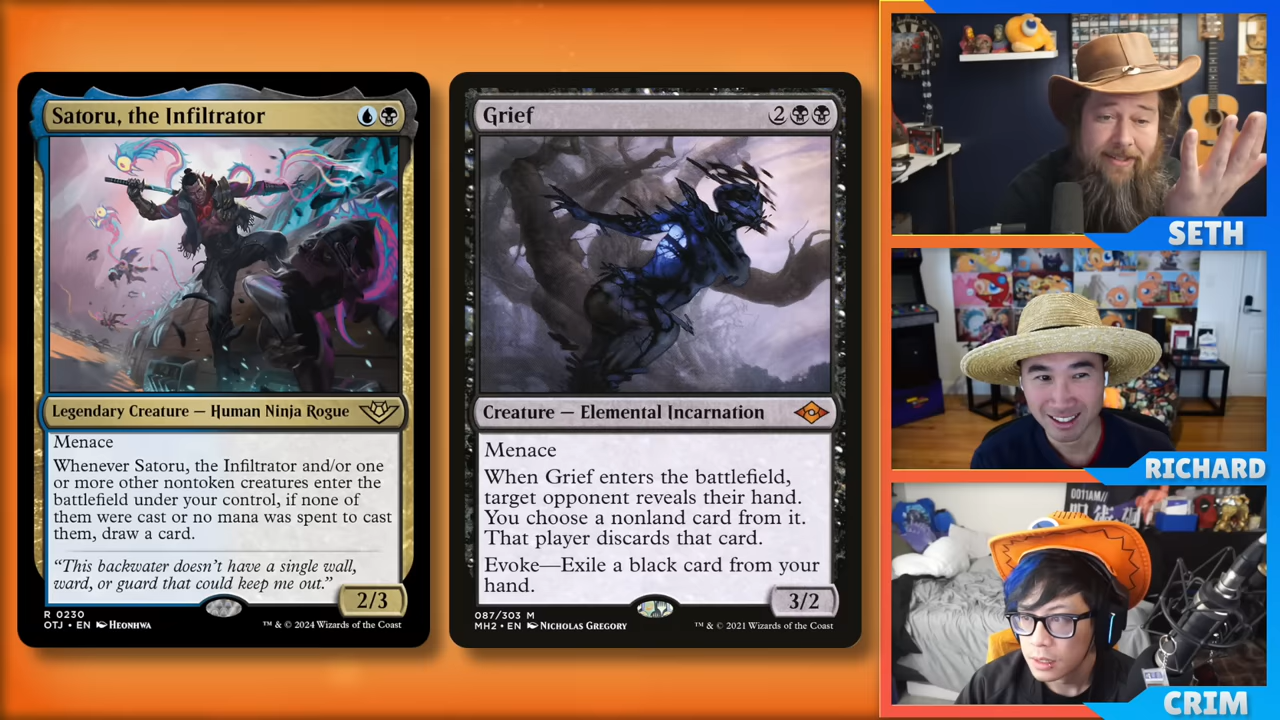 Satoru, the Infiltrator
Legendary Creature — Human Ninja Rogue
Menace
Whenever Satoru, the Infiltrator and/or one
or more other nontoken creatures enter the
battlefield under your control, if none of
them were cast or no mana was spent to cast
them, draw a card.
“This backwater doesn’t have a single wall,
ward, or guard that could keep me out.”
2/3
R 0230
OTJ • EN Heonhwa
™ & © 2024 Wizards of the Coast
Grief
2
Creature — Elemental Incarnation
Menace
When Grief enters the battlefield,
target opponent reveals their hand.
You choose a nonland card from it.
That player discards that card.
Evoke—Exile a black card from your
hand.
3/2
087/303 M
MH2 • EN Nicholas Gregory
™ & © 2021 Wizards of the Coast
SETH
RICHARD
0011AM//
CRIM